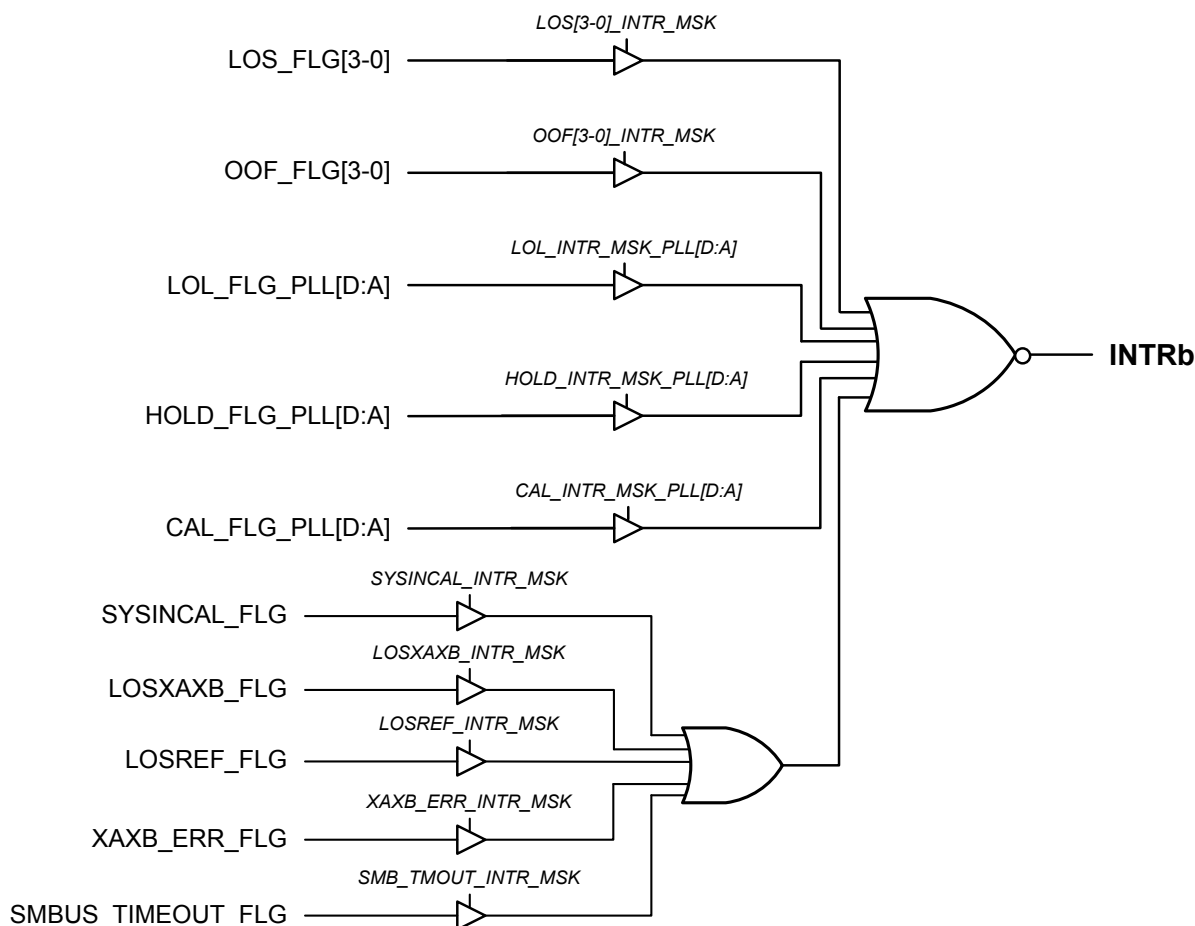 LOS[3-0]_INTR_MSK
LOS_FLG[3-0]
OOF[3-0]_INTR_MSK
OOF_FLG[3-0]
LOL_INTR_MSK_PLL[D:A]
LOL_FLG_PLL[D:A]
INTRb
HOLD_INTR_MSK_PLL[D:A]
HOLD_FLG_PLL[D:A]
CAL_INTR_MSK_PLL[D:A]
CAL_FLG_PLL[D:A]
SYSINCAL_INTR_MSK
SYSINCAL_FLG
LOSXAXB_INTR_MSK
LOSXAXB_FLG
LOSREF_INTR_MSK
LOSREF_FLG
XAXB_ERR_INTR_MSK
XAXB_ERR_FLG
SMB_TMOUT_INTR_MSK
SMBUS_TIMEOUT_FLG